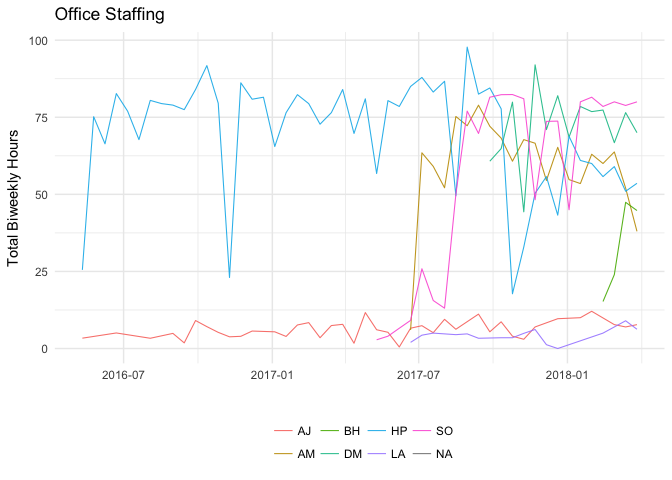 Office Staffing
100
75
50
25
0
Total Biweekly Hours
2016-07 2017-01 2017-07 2018-01
AJ BH HP SO
AM DM LA NA